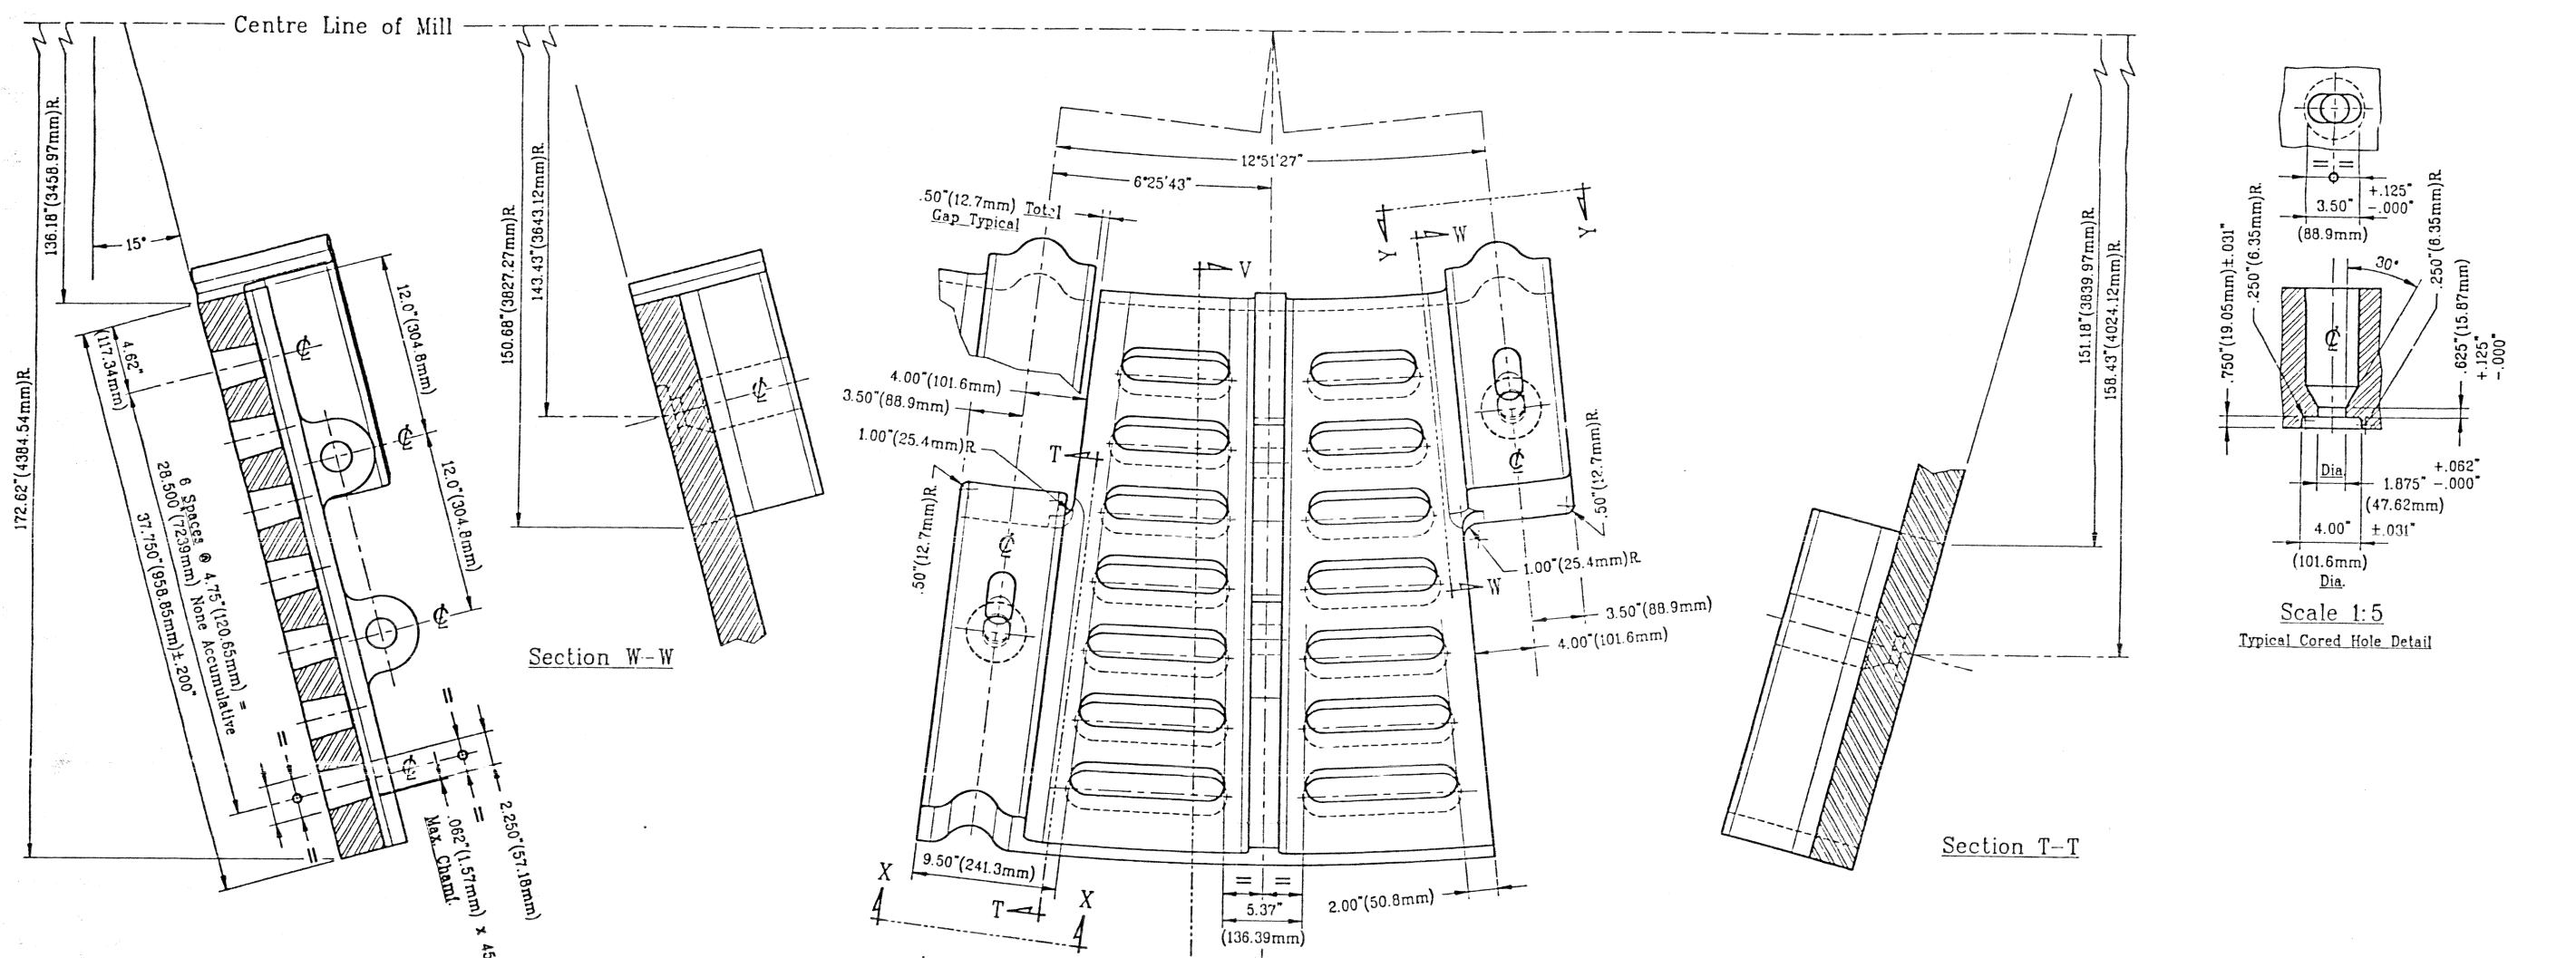 Centre Line of Mill
136.18"(3458.97mm)R.
172.62"(4384.54mm)R.
15°
4.62"
(117.34mm)
12.0"(304.8mm)
12.0"(304.8mm)
6 Spaces @ 4.75"(120.65mm) =
28.500"(7239mm) None Accumulative
37.750"(958.85mm)±.200"
2.250"(57.18mm)
.062"(1.57mm) x 45
Max. Chamf.
150.68"(3827.27mm)R.
143.43"(3643.12mm)R.
Section W-W
12°51'27"
6°25'43"
.50"(12.7mm) Total
Gap Typical
V
W
Y
Y
4.00"(101.6mm)
3.50"(88.9mm)
1.00"(25.4mm)R.
T
.50"(12.7mm)R.
.50"(12.7mm)R.
1.00"(25.4mm)R.
W
3.50"(88.9mm)
4.00"(101.6mm)
9.50"(241.3mm)
X
X
T
= =
5.37"
(136.39mm)
2.00"(50.8mm)
151.18"(3839.97mm)R.
158.43"(4024.12mm)R.
Section T-T
= =
3.50" +.125" -.000"
(88.9mm)
.250"(6.35mm)R.
.750"(19.05mm)±.031"
30°
.250"(6.35mm)R.
.625"(15.87mm)
+.125"
-.000"
Dia.
1.875" +.062" -.000"
(47.62mm)
4.00" ±.031"
(101.6mm)
Dia.
Scale 1:5
Typical Cored Hole Detail